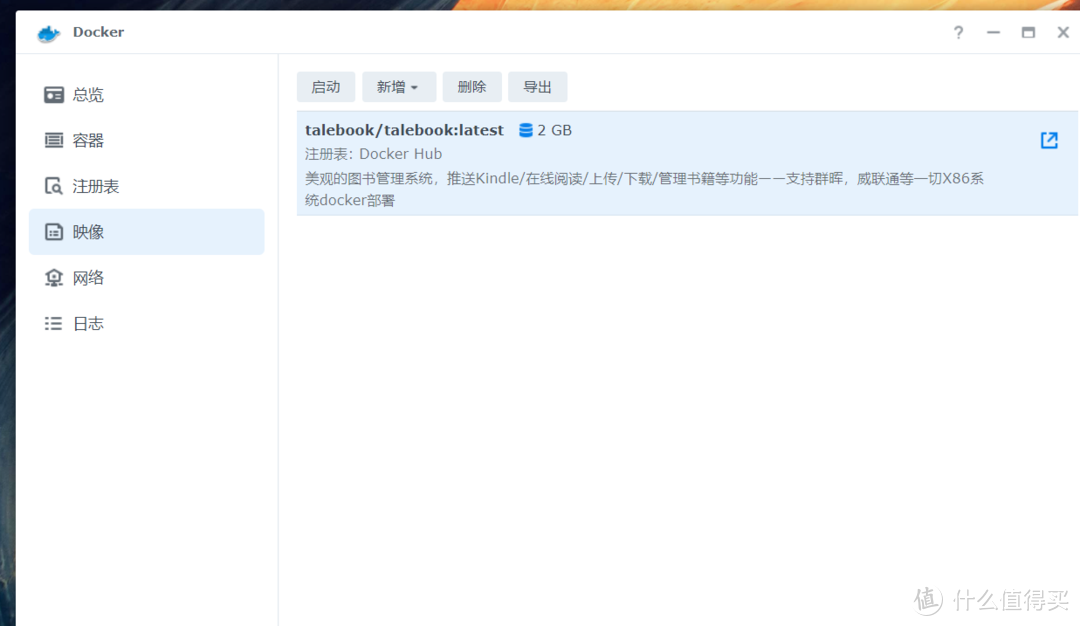 Docker
?
总览
容器
注册表
映像
网络
日志
启动 新增 删除 导出
talebook/talebook:latest 2 GB
注册表：Docker Hub
美观的图书管理系统，推送Kindle/在线阅读/上传/下载/管理书籍等功能——支持群晖，威联通等一切X86系
统docker部署
值 什么值得买